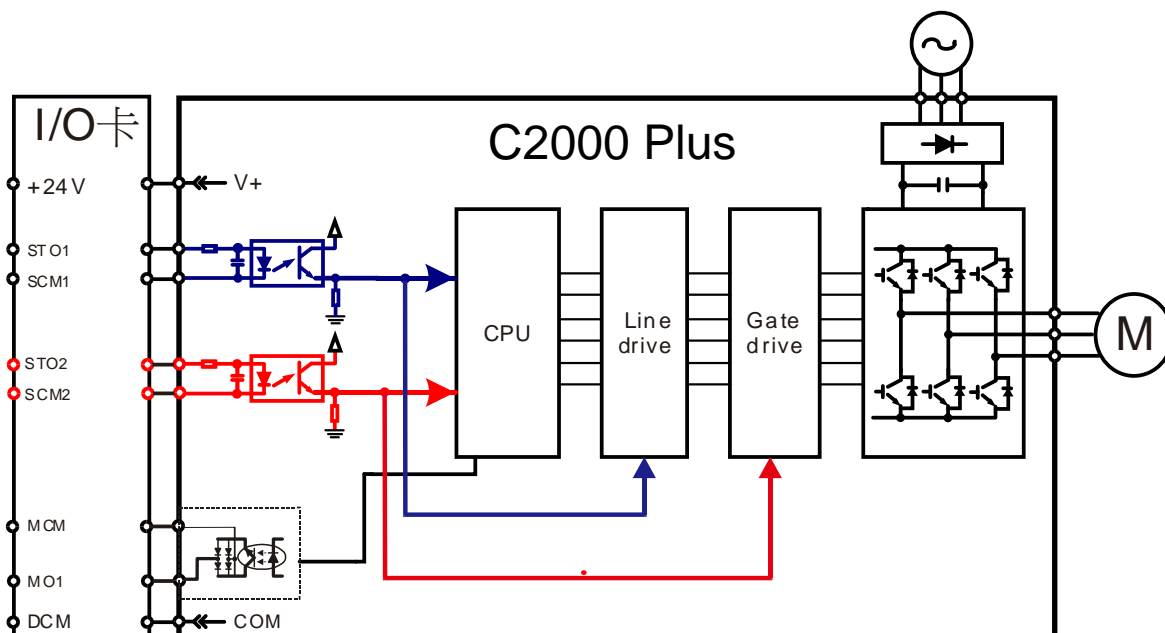 I/O卡
C2000 Plus
+24V
V+
STO1
SCM1
CPU
Line
drive
Gate
drive
M
STO2
SCM2
MCM
MO1
DCM
COM